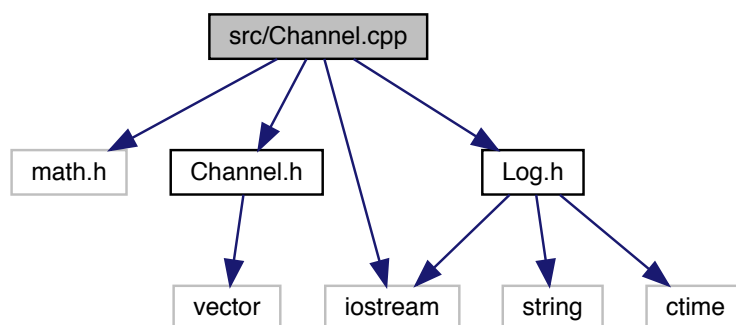 src/Channel.cpp
math.h
Channel.h
Log.h
vector
iostream
string
ctime